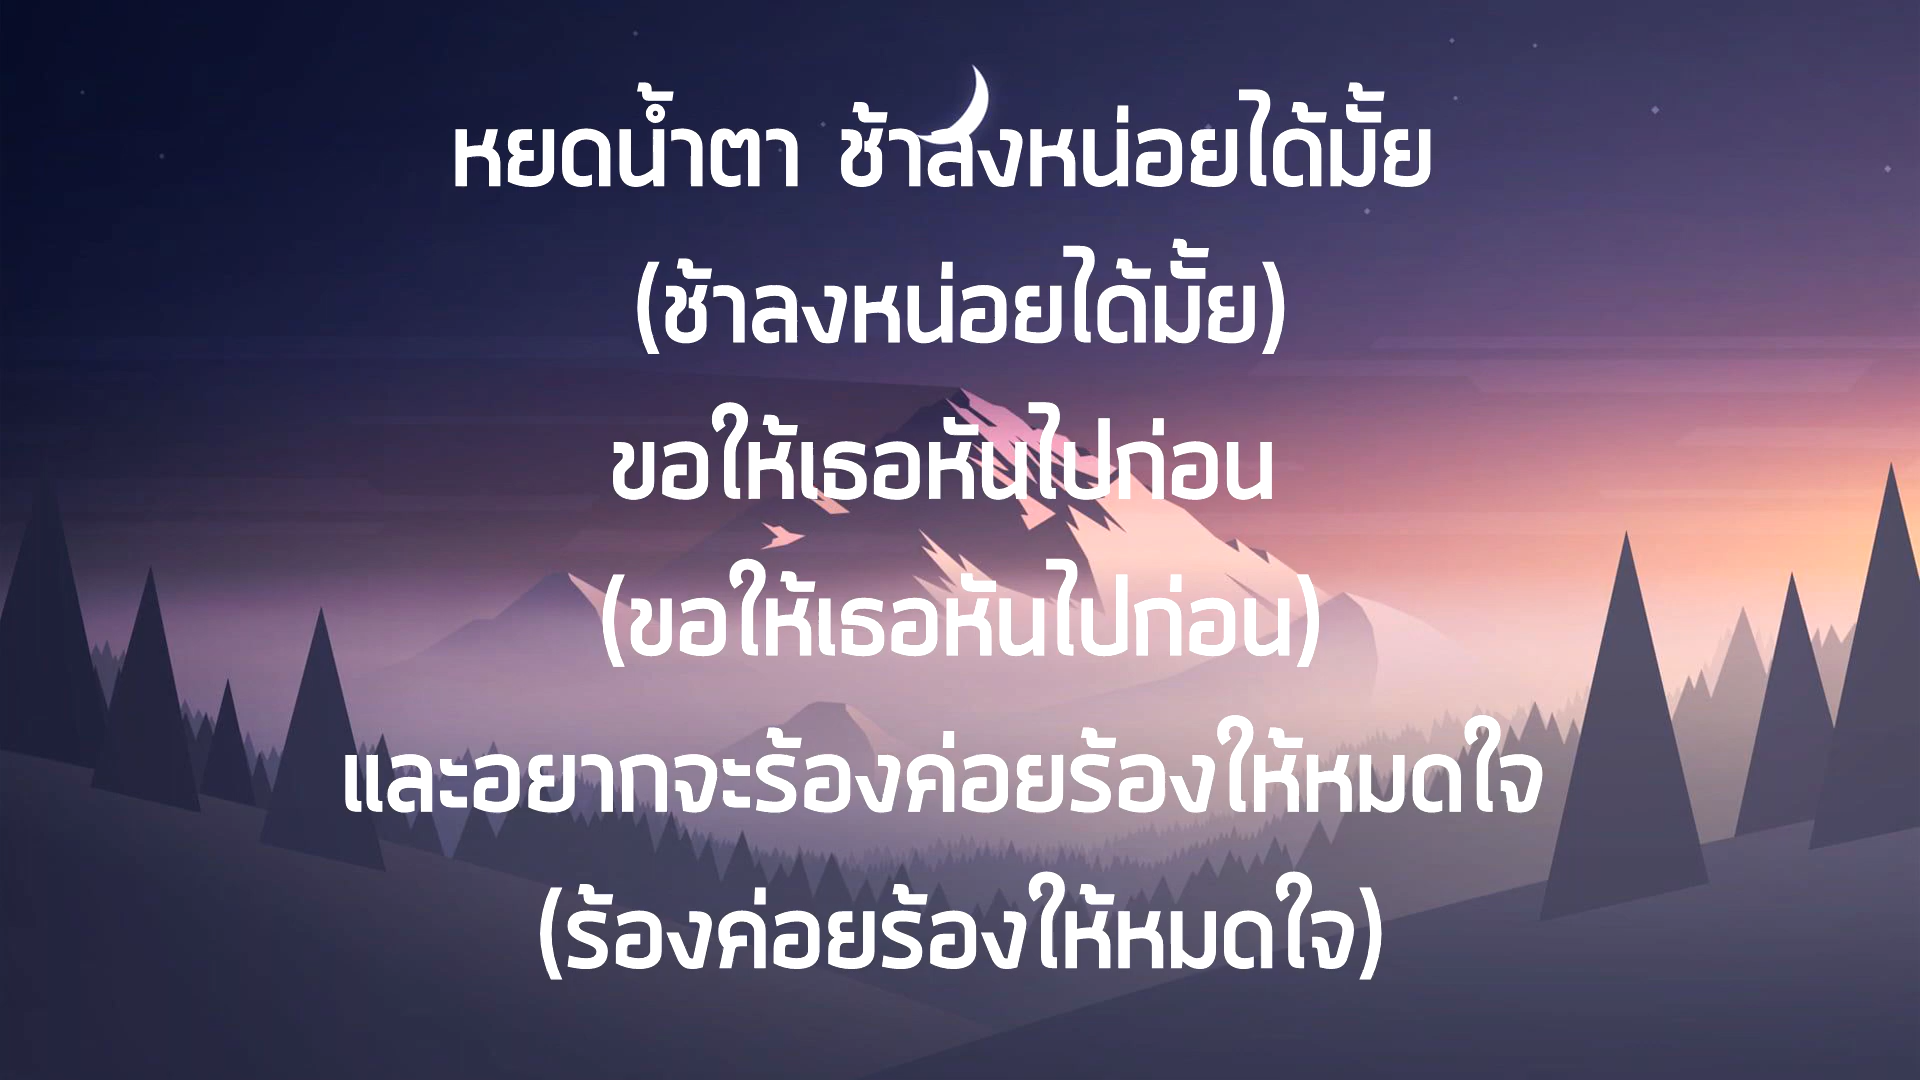 หยดน้ำตา ช้าลงหน่อยได้มั้ย
(ช้าลงหน่อยได้มั้ย)
ขอให้เธอหันไปก่อน
(ขอให้เธอหันไปก่อน)
และอยากจะร้องค่อยร้องให้หมดใจ
(ร้องค่อยร้องให้หมดใจ)